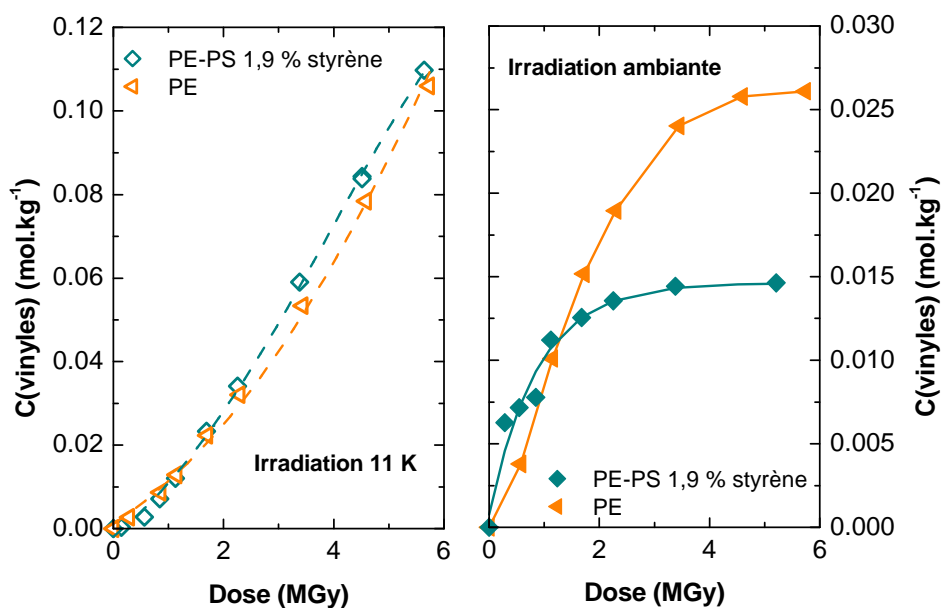 0.12
0.10
0.08
0.06
0.04
0.02
0.00
C(vinyles) (mol.kg⁻¹)
PE-PS 1,9 % styrène
PE
Irradiation 11 K
0 2 4 6
Dose (MGy)
Irradiation ambiante
PE-PS 1,9 % styrène
PE
0 2 4 6
Dose (MGy)
0.030
0.025
0.020
0.015
0.010
0.005
0.000
C(vinyles) (mol.kg⁻¹)